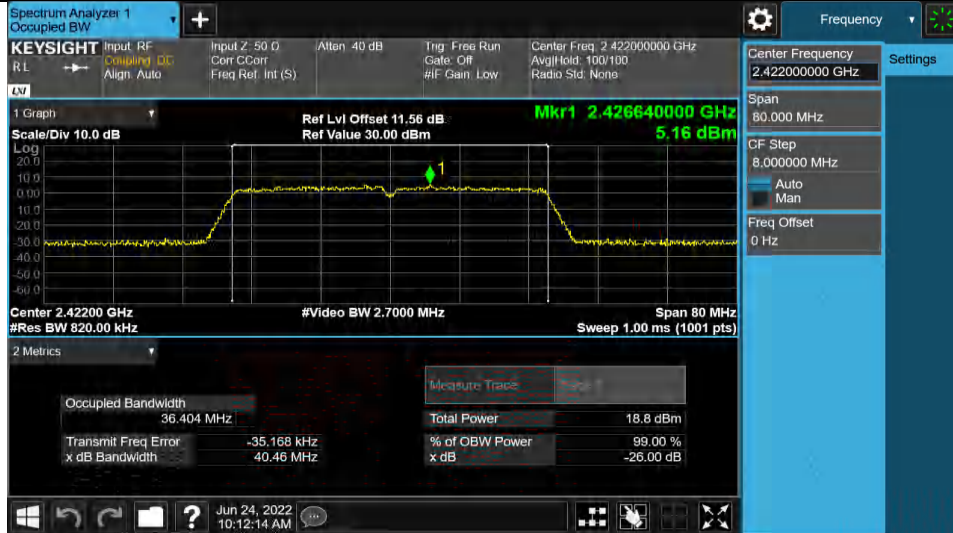 Spectrum Analyzer 1
Occupied BW
Frequency
KEYSIGHT
RL
LXI
Input: RF
Coupling: DC
Align: Auto
Input Z: 50 Ω
Corr CCorr
Freq Ref: Int (S)
Atten: 40 dB
Trig: Free Run
Gate: Off
#IF Gain: Low
Center Freq: 2.422000000 GHz
Avg|Hold: 100/100
Radio Std: None
1 Graph
Scale/Div 10.0 dB
Ref Lvl Offset 11.56 dB
Ref Value 30.00 dBm
Mkr1 2.426640000 GHz
5.16 dBm
Log
20.0
10.0
0.00
-10.0
-20.0
-30.0
-40.0
-50.0
-60.0
1
Center 2.42200 GHz
#Res BW 820.00 kHz
#Video BW 2.7000 MHz
Span 80 MHz
Sweep 1.00 ms (1001 pts)
2 Metrics
Measure Trace
Occupied Bandwidth
36.404 MHz
Total Power
18.8 dBm
Transmit Freq Error
-35.168 kHz
% of OBW Power
99.00 %
x dB Bandwidth
40.46 MHz
x dB
-26.00 dB
Jun 24, 2022
10:12:14 AM
Center Frequency
2.422000000 GHz
Settings
Span
80.000 MHz
CF Step
8.000000 MHz
Auto
Man
Freq Offset
0 Hz